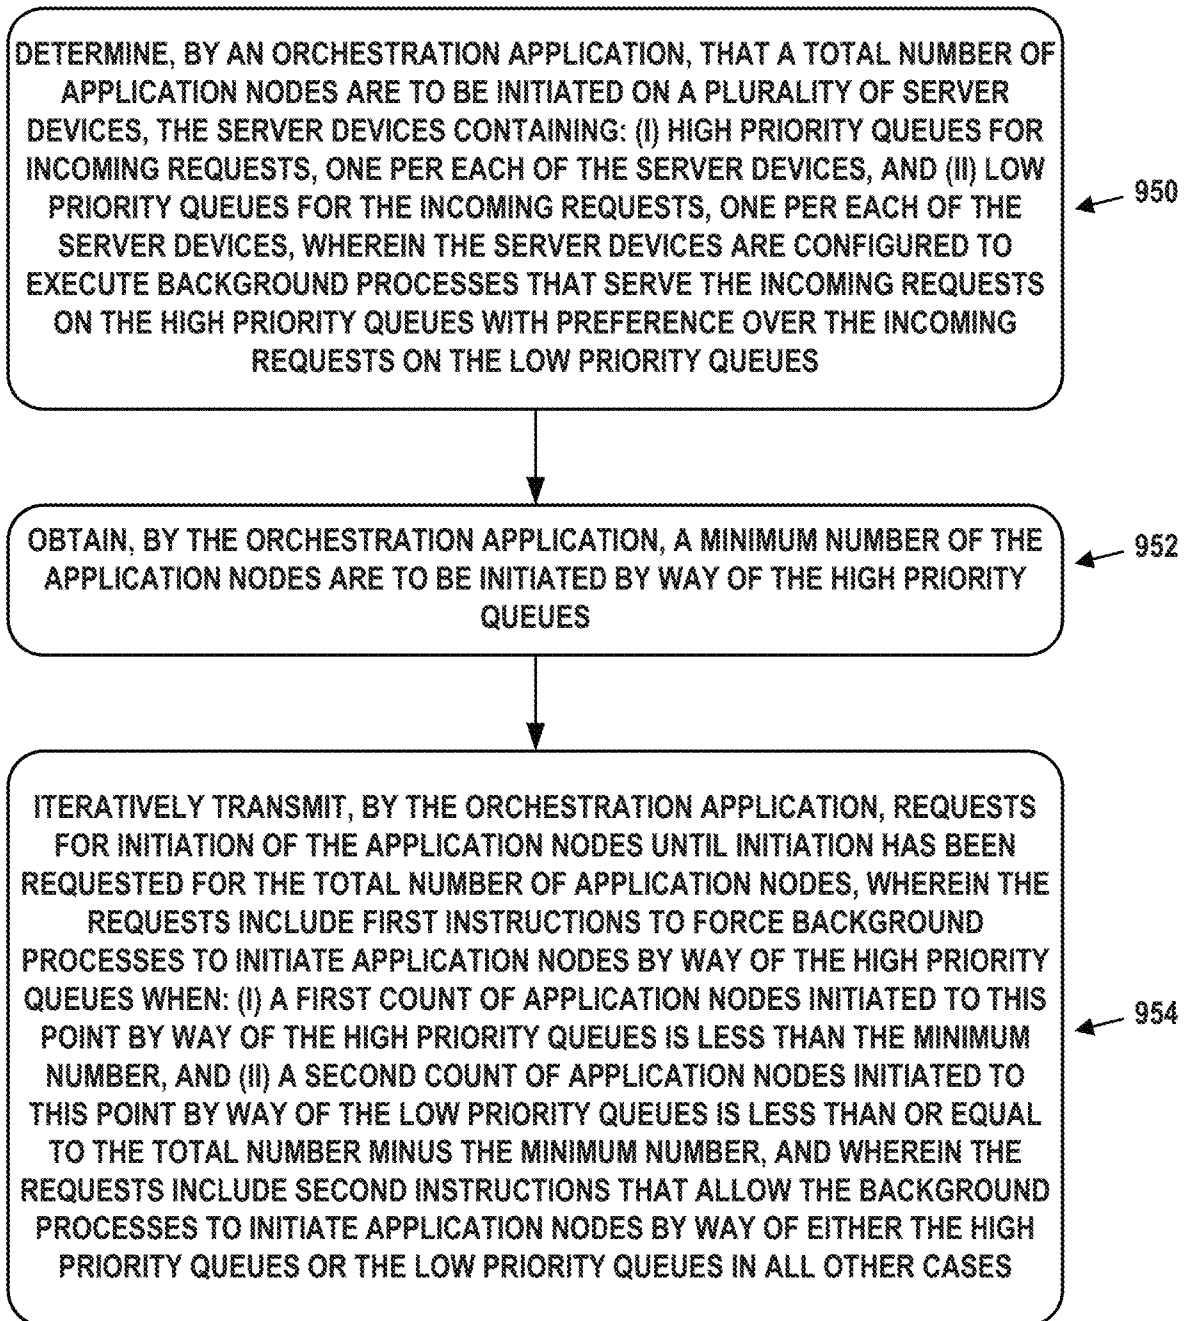 DETERMINE, BY AN ORCHESTRATION APPLICATION, THAT A TOTAL NUMBER OF
APPLICATION NODES ARE TO BE INITIATED ON A PLURALITY OF SERVER
DEVICES, THE SERVER DEVICES CONTAINING: (I) HIGH PRIORITY QUEUES FOR
INCOMING REQUESTS, ONE PER EACH OF THE SERVER DEVICES, AND (II) LOW
PRIORITY QUEUES FOR THE INCOMING REQUESTS, ONE PER EACH OF THE
SERVER DEVICES, WHEREIN THE SERVER DEVICES ARE CONFIGURED TO
EXECUTE BACKGROUND PROCESSES THAT SERVE THE INCOMING REQUESTS
ON THE HIGH PRIORITY QUEUES WITH PREFERENCE OVER THE INCOMING
REQUESTS ON THE LOW PRIORITY QUEUES
950
OBTAIN, BY THE ORCHESTRATION APPLICATION, A MINIMUM NUMBER OF THE
APPLICATION NODES ARE TO BE INITIATED BY WAY OF THE HIGH PRIORITY
QUEUES
952
ITERATIVELY TRANSMIT, BY THE ORCHESTRATION APPLICATION, REQUESTS
FOR INITIATION OF THE APPLICATION NODES UNTIL INITIATION HAS BEEN
REQUESTED FOR THE TOTAL NUMBER OF APPLICATION NODES, WHEREIN THE
REQUESTS INCLUDE FIRST INSTRUCTIONS TO FORCE BACKGROUND
PROCESSES TO INITIATE APPLICATION NODES BY WAY OF THE HIGH PRIORITY
QUEUES WHEN: (I) A FIRST COUNT OF APPLICATION NODES INITIATED TO THIS
POINT BY WAY OF THE HIGH PRIORITY QUEUES IS LESS THAN THE MINIMUM
NUMBER, AND (II) A SECOND COUNT OF APPLICATION NODES INITIATED TO
THIS POINT BY WAY OF THE LOW PRIORITY QUEUES IS LESS THAN OR EQUAL
TO THE TOTAL NUMBER MINUS THE MINIMUM NUMBER, AND WHEREIN THE
REQUESTS INCLUDE SECOND INSTRUCTIONS THAT ALLOW THE BACKGROUND
PROCESSES TO INITIATE APPLICATION NODES BY WAY OF EITHER THE HIGH
PRIORITY QUEUES OR THE LOW PRIORITY QUEUES IN ALL OTHER CASES
954